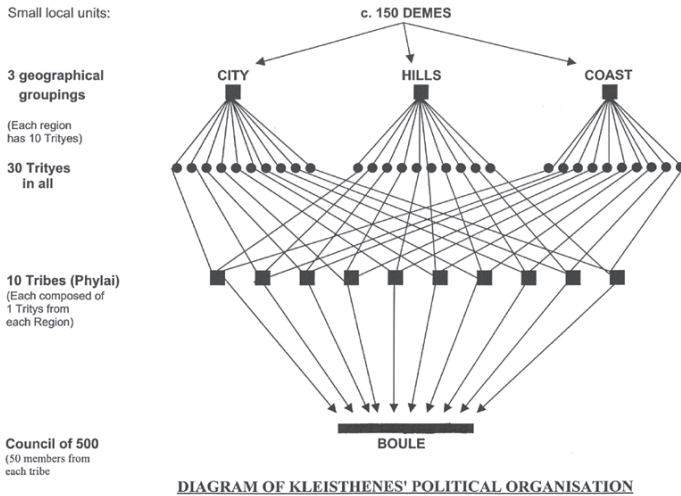 Small local units:
c. 150 DEMES
3 geographical
groupings
CITY
HILLS
COAST
(Each region
has 10 Trityes)
30 Trityes
in all
10 Tribes (Phylai)
(Each composed of
1 Tritys from
each Region)
Council of 500
(50 members from
each tribe
BOULE
DIAGRAM OF KLEISTHENES' POLITICAL ORGANISATION